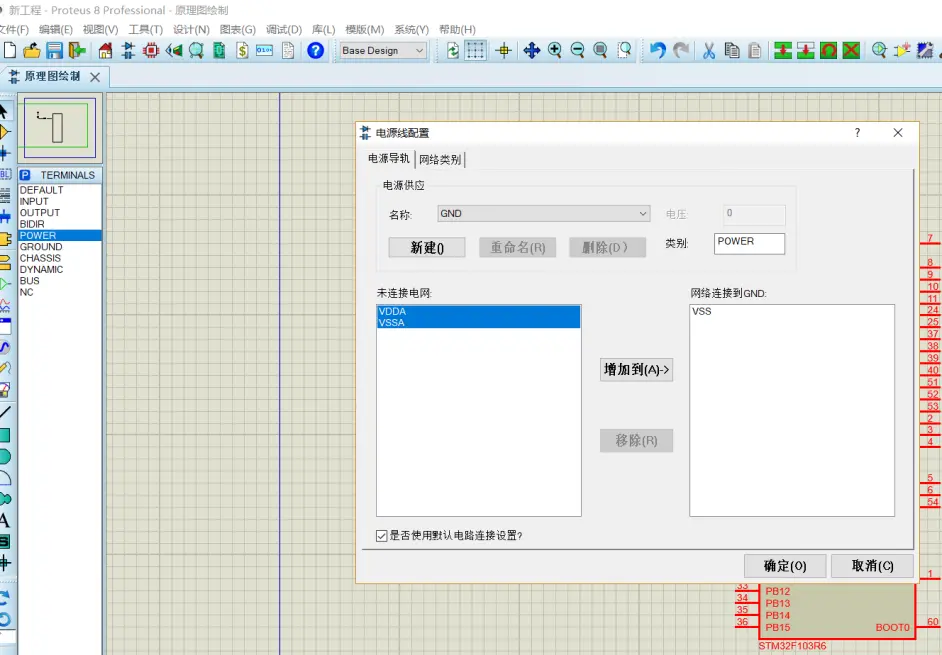 新工程 - Proteus 8 Professional - 原理图绘制
文件(F) 编辑(E) 视图(V) 工具(T) 设计(N) 图表(G) 调试(D) 库(L) 模版(M) 系统(Y) 帮助(H)
Base Design
原理图绘制
P TERMINALS
DEFAULT
INPUT
OUTPUT
BIDIR
POWER
GROUND
CHASSIS
DYNAMIC
BUS
NC
电源线配置
电源导轨 网络类别
电源供应
名称: GND 电压: 0
新建() 重命名(R) 删除(D) 类别: POWER
未连接电网: 网络连接到GND:
VDDA
VSSA
VSS
增加到(A)->
移除(R)
是否使用默认电路连接设置?
确定(O) 取消(C)
7
8
9
10
11
24
25
37
38
39
40
51
52
53
2
3
4
5
6
54
1
33 PB12
34 PB13
35 PB14
36 PB15 BOOT0 60
STM32F103R6